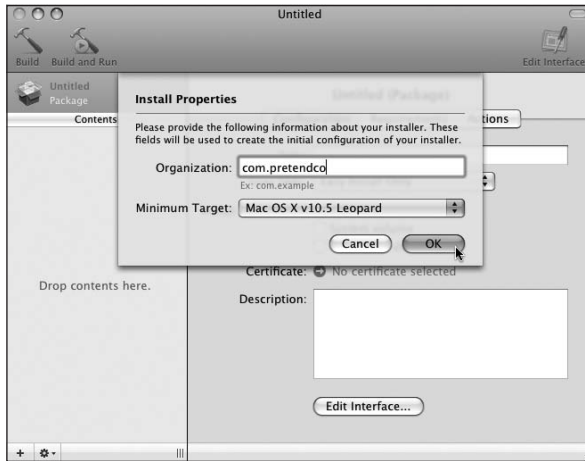 Untitled
Build
Build and Run
Edit Interface
Untitled
Package
Contents
Install Properties
Please provide the following information about your installer. These
fields will be used to create the initial configuration of your installer.
Organization: com.pretendco
Ex: com.example
Minimum Target: Mac OS X v10.5 Leopard
Cancel
OK
Certificate: No certificate selected
Drop contents here.
Description:
Edit Interface...